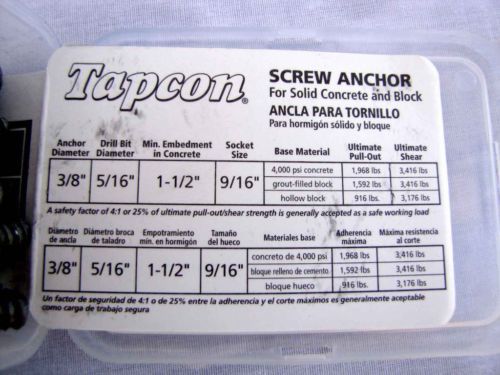 Tapcon®
SCREW ANCHOR
For Solid Concrete and Block
ANCLA PARA TORNILLO
Para hormigón sólido y bloque
Anchor Diameter Drill Bit Diameter Min. Embedment in Concrete Socket Size Base Material Ultimate Pull-Out Ultimate Shear
3/8" 5/16" 1-1/2" 9/16" 4,000 psi concrete 1,968 lbs 3,416 lbs
grout-filled block 1,592 lbs 3,416 lbs
hollow block 916 lbs. 3,176 lbs
A safety factor of 4:1 or 25% of ultimate pull-out/shear strength is generally accepted as a safe working load
Diámetro de ancla Diámetro broca de taladro Empotramiento mín. en hormigón Tamaño del hueco Materiales base Adherencia máxima Máxima resistencia al corte
3/8" 5/16" 1-1/2" 9/16" concreto de 4,000 psi 1,968 lbs 3,416 lbs
bloque relleno de cemento 1,592 lbs 3,416 lbs
bloque hueco 916 lbs. 3,176 lbs
Un factor de seguridad de 4:1 o de 25% entre la adherencia y el corte máximos es generalmente aceptable
como carga de trabajo segura